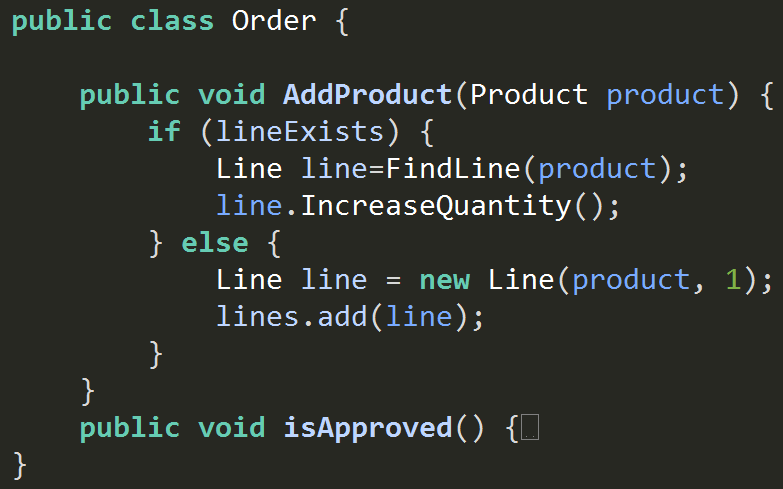 public class Order {
public void AddProduct(Product product) {
if (lineExists) {
Line line=FindLine(product);
line.IncreaseQuantity();
} else {
Line line = new Line(product, 1);
lines.add(line);
}
}
public void isApproved() {..
}